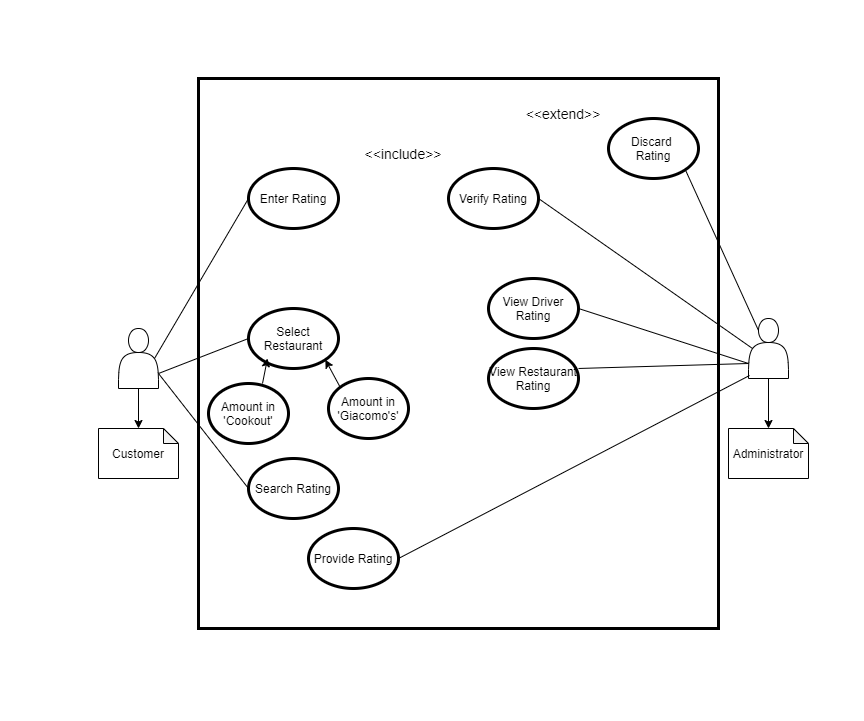 <<extend>>
Discard
Rating
<<include>>
Enter Rating
Verify Rating
View Driver
Rating
Select
Restaurant
View Restaurant
Rating
Amount in
'Cookout'
Amount in
'Giacomo's'
Customer
Administrator
Search Rating
Provide Rating